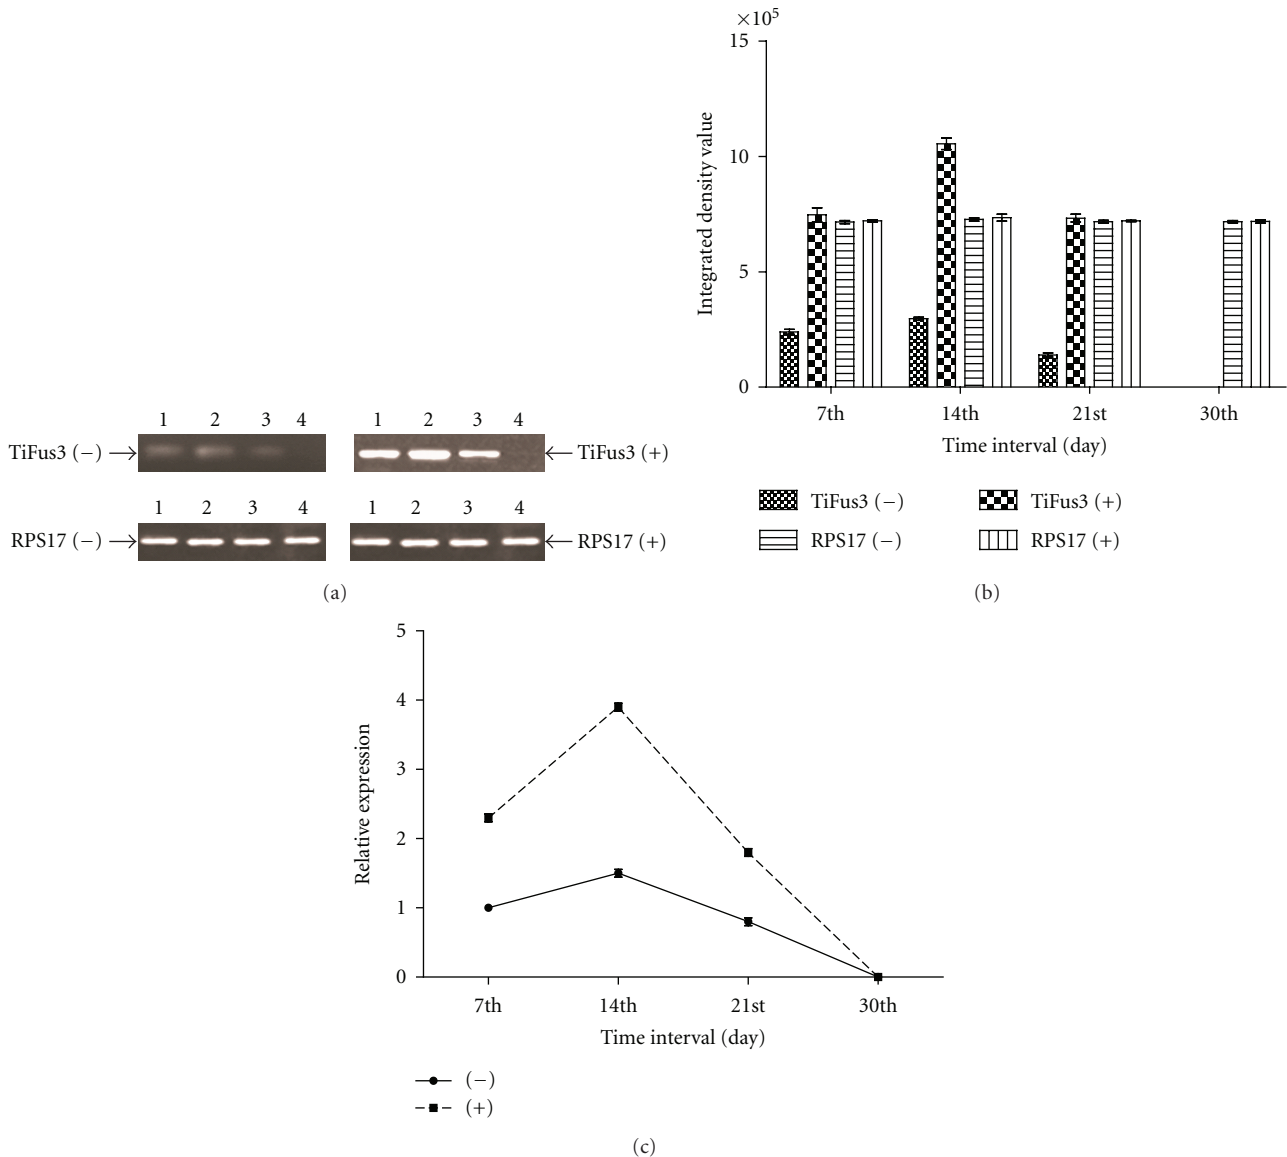 1 2 3 4
1 2 3 4
TiFus3 (−)
TiFus3 (+)
1 2 3 4
1 2 3 4
RPS17 (−)
RPS17 (+)
(a)
×10⁵
15
10
5
0
Integrated density value
7th 14th 21st 30th
Time interval (day)
TiFus3 (−) TiFus3 (+)
RPS17 (−) RPS17 (+)
(b)
5
4
3
2
1
0
Relative expression
7th 14th 21st 30th
Time interval (day)
(−)
(+)
(c)